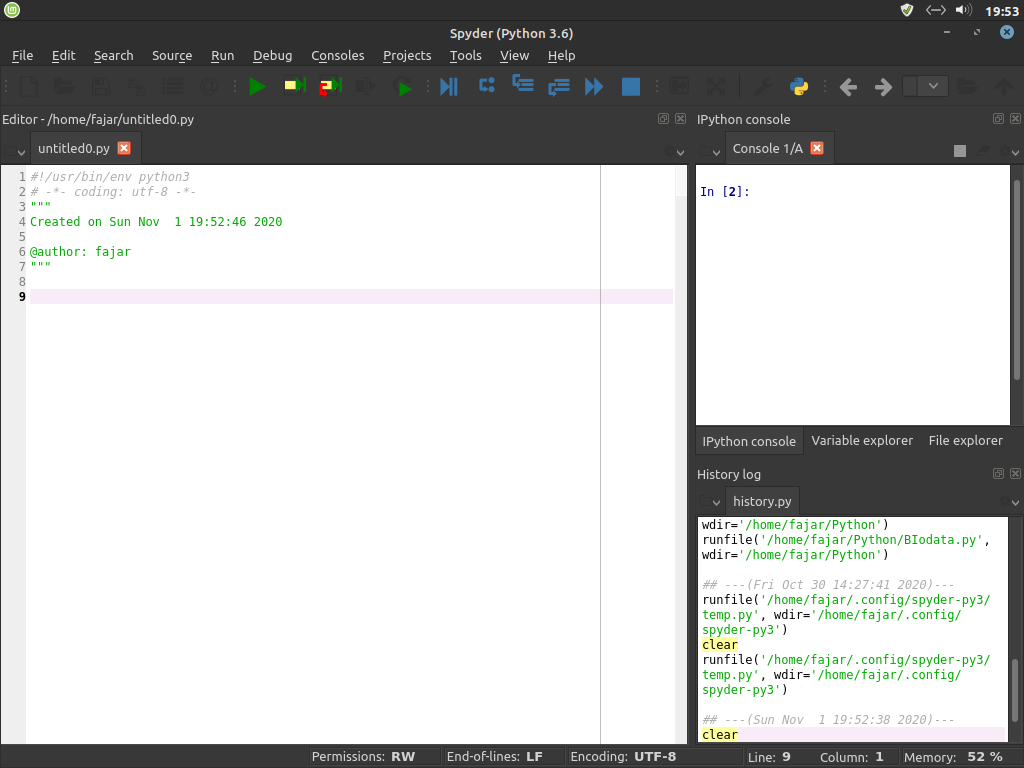 19:53
Spyder (Python 3.6)
File Edit Search Source Run Debug Consoles Projects Tools View Help
Editor - /home/fajar/untitled0.py
untitled0.py
1 #!/usr/bin/env python3
2 # -*- coding: utf-8 -*-
3 """
4 Created on Sun Nov  1 19:52:46 2020
5
6 @author: fajar
7 """
8
9
IPython console
Console 1/A
In [2]:
IPython console Variable explorer File explorer
History log
history.py
wdir='/home/fajar/Python')
runfile('/home/fajar/Python/BIodata.py',
wdir='/home/fajar/Python')
## ---(Fri Oct 30 14:27:41 2020)---
runfile('/home/fajar/.config/spyder-py3/
temp.py', wdir='/home/fajar/.config/
spyder-py3')
clear
runfile('/home/fajar/.config/spyder-py3/
temp.py', wdir='/home/fajar/.config/
spyder-py3')
## ---(Sun Nov  1 19:52:38 2020)---
clear
Permissions: RW End-of-lines: LF Encoding: UTF-8 Line: 9 Column: 1 Memory: 52 %